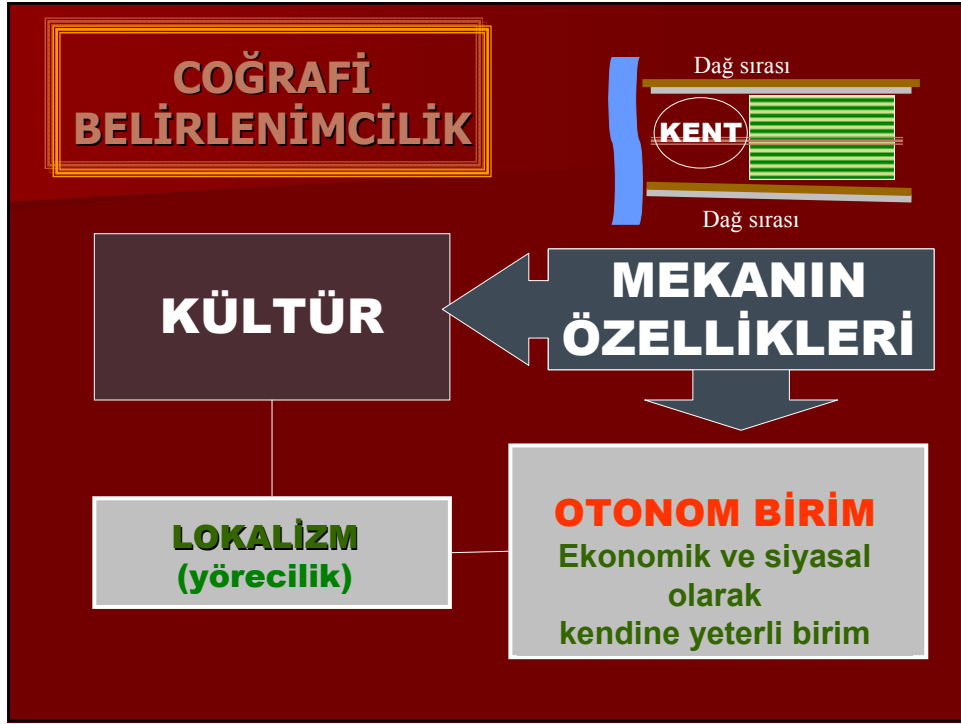 COĞRAFİ
BELİRLENİMCİLİK
Dağ sırası
KENT
Dağ sırası
KÜLTÜR
MEKANIN
ÖZELLİKLERİ
LOKALİZM
(yörecilik)
OTONOM BİRİM
Ekonomik ve siyasal
olarak
kendine yeterli birim